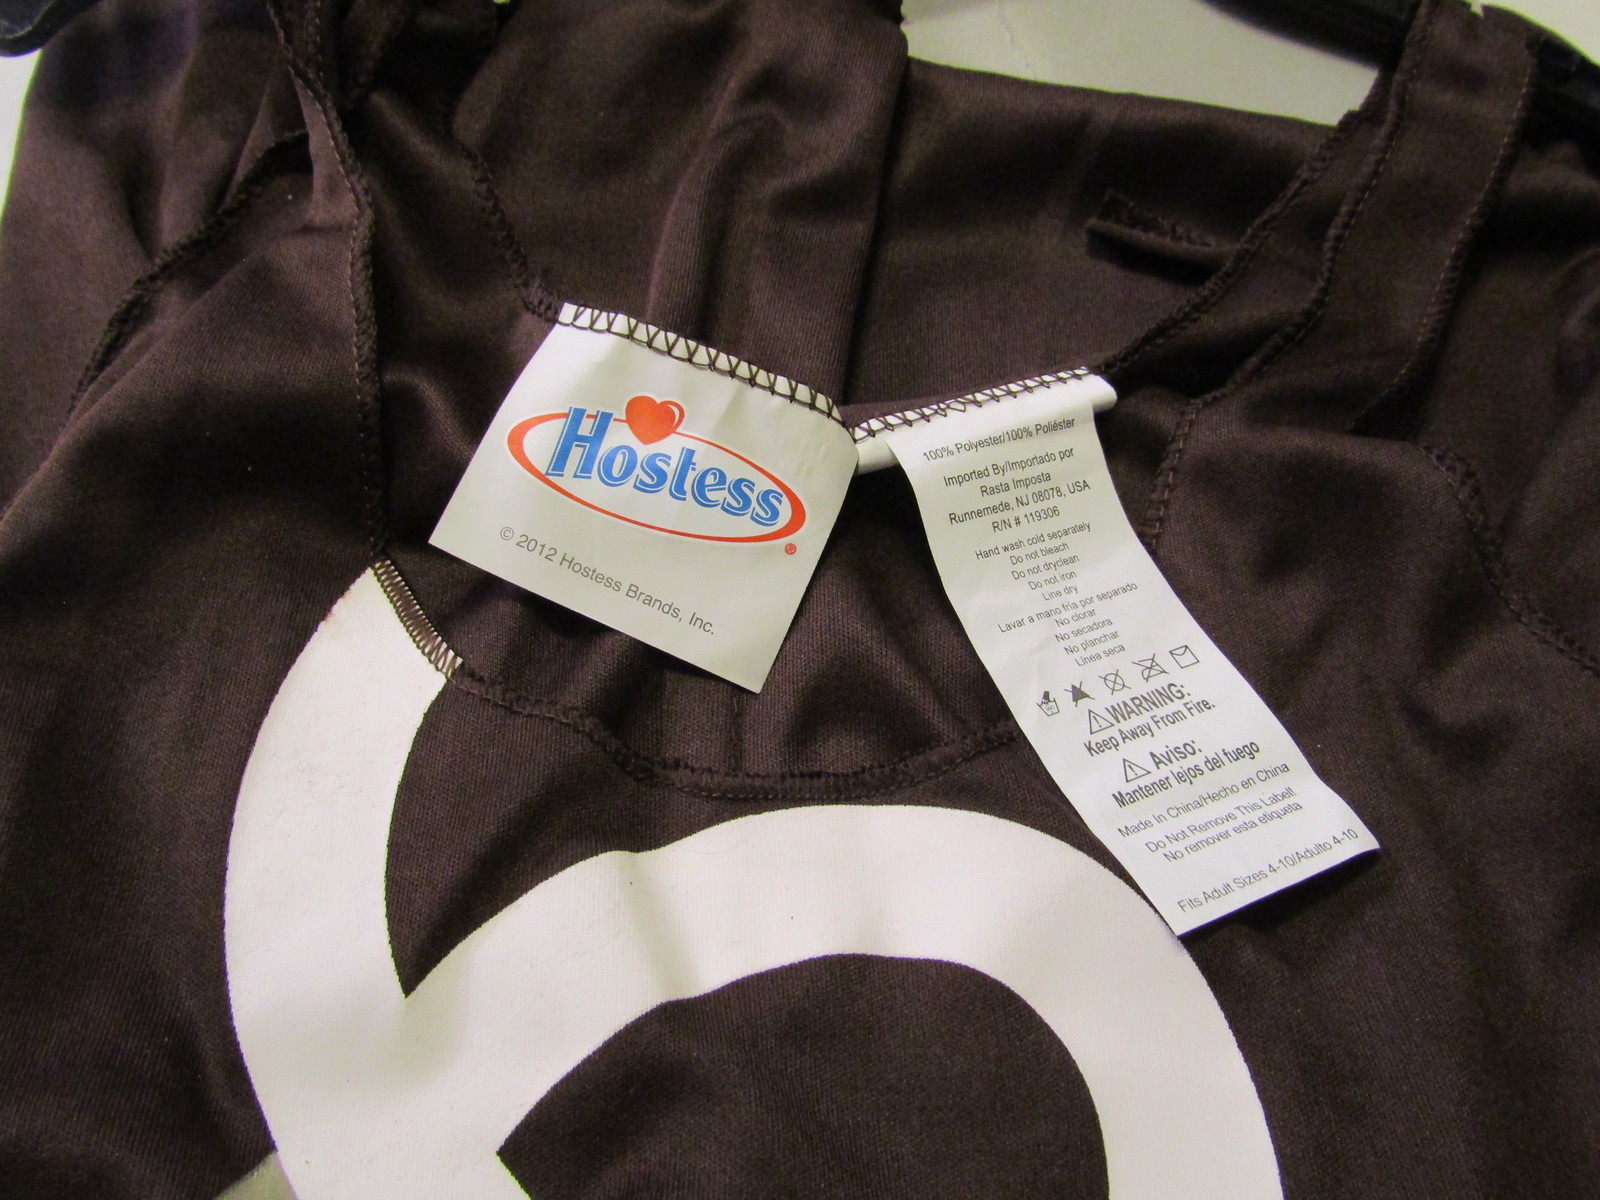 Hostess
®
© 2012 Hostess Brands, Inc.
100% Polyester/100% Poliéster
Imported By/Importado por
Rasta Imposta
Runnemede, NJ 08078, USA
R/N # 119306
Hand wash cold separately
Do not bleach
Do not dryclean
Do not iron
Line dry
Lavar a mano fría por separado
No clorar
No secadora
No planchar
Línea seca
WARNING:
Keep Away From Fire.
Aviso:
Mantener lejos del fuego
Made In China/Hecho en China
Do Not Remove This Label!
No remover esta etiqueta
Fits Adult Sizes 4-10/Adulto 4-10